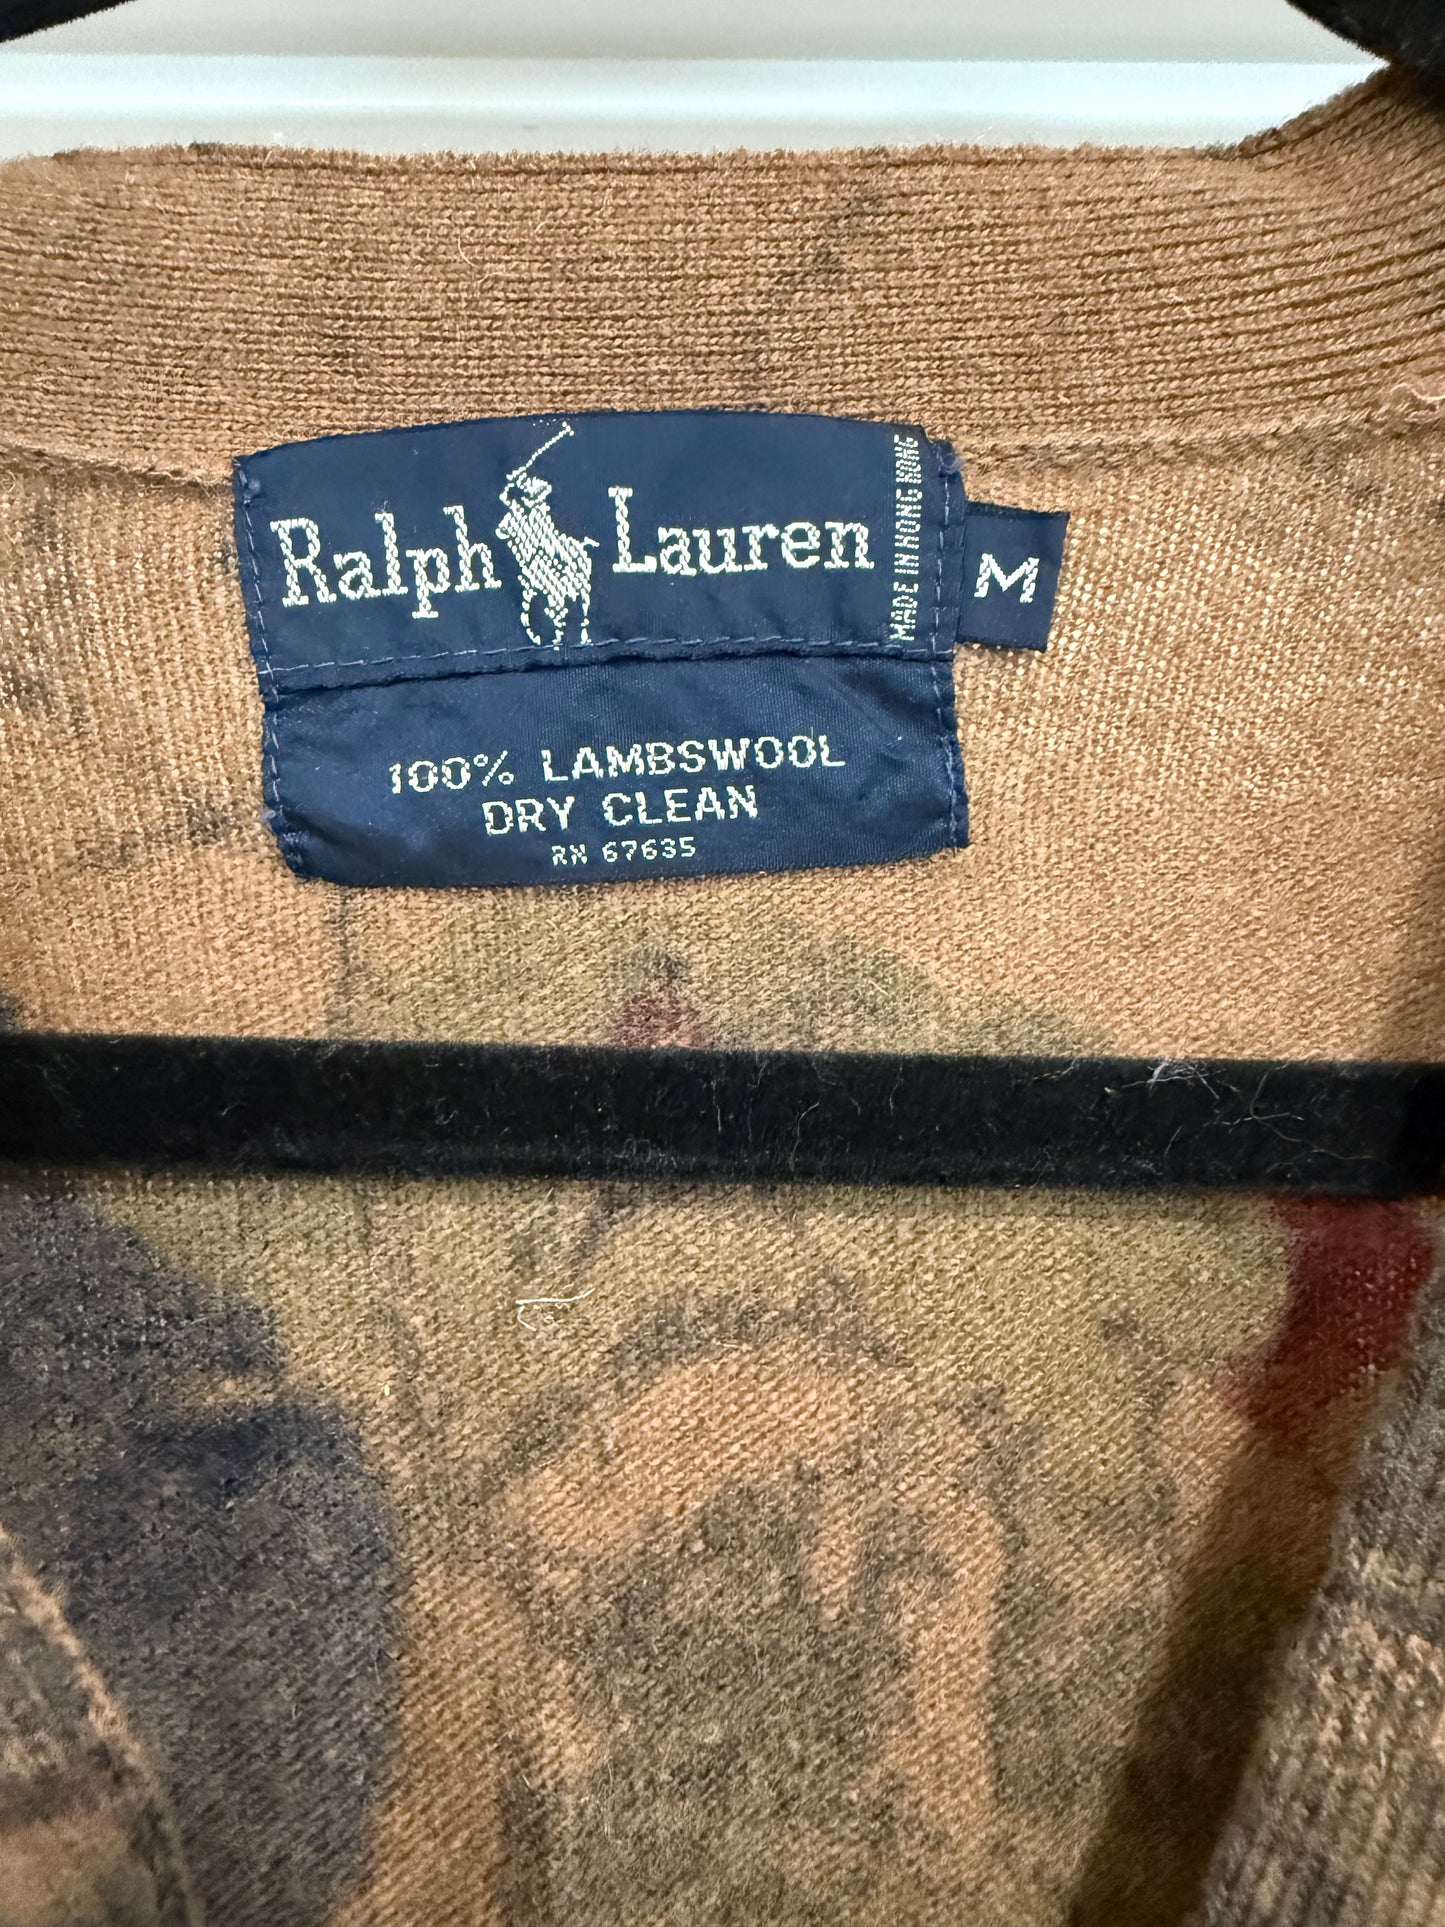 Ralph Lauren
MADE IN HONG KONG
M
100% LAMBSWOOL
DRY CLEAN
RN 67635